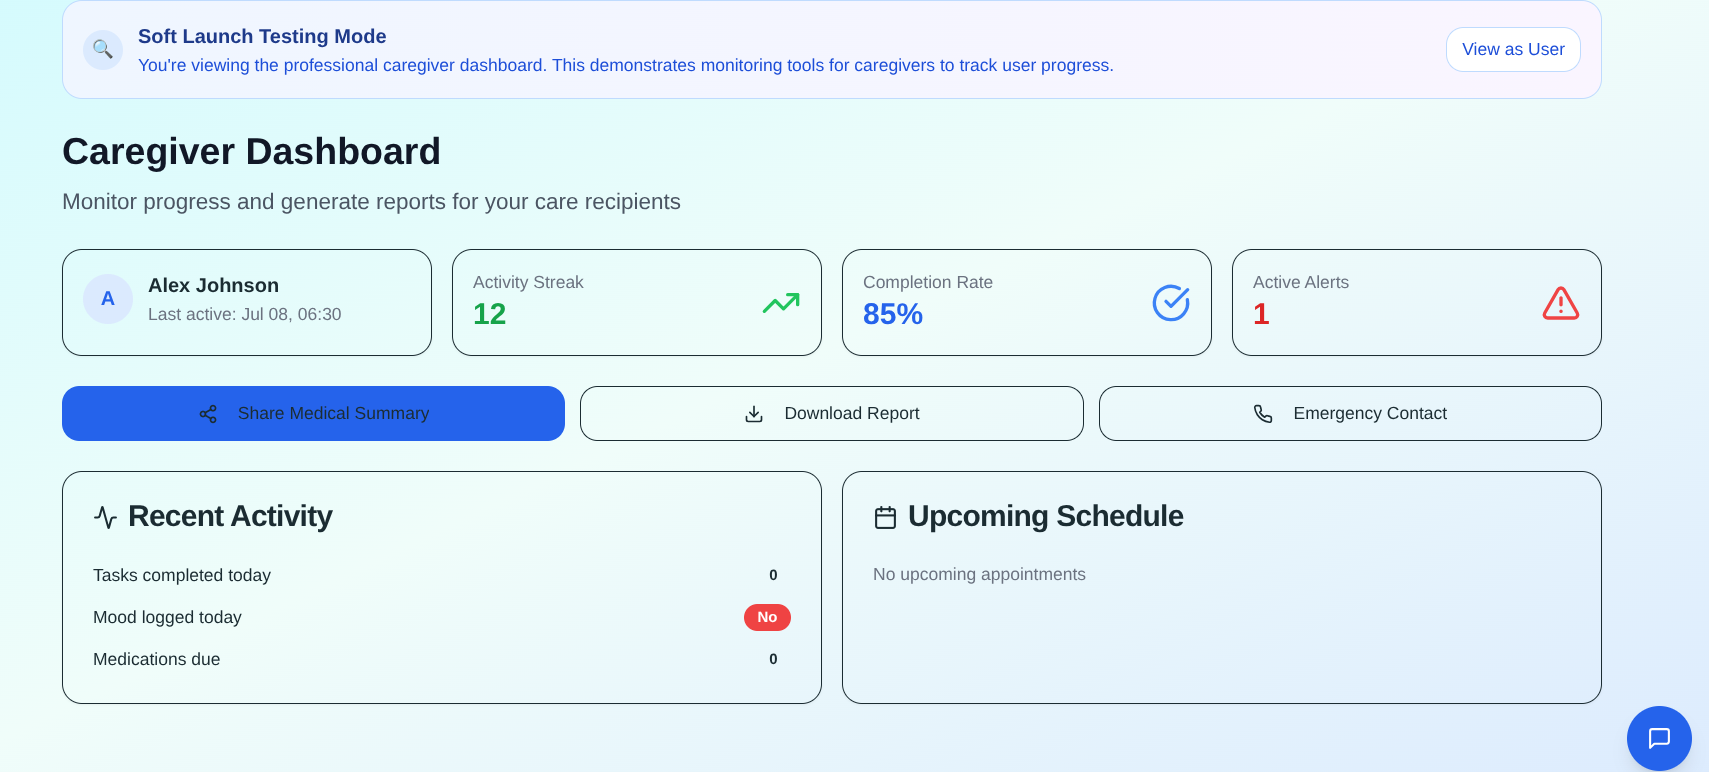 Soft Launch Testing Mode
You're viewing the professional caregiver dashboard. This demonstrates monitoring tools for caregivers to track user progress.
View as User
Caregiver Dashboard
Monitor progress and generate reports for your care recipients
A
Alex Johnson
Last active: Jul 08, 06:30
Activity Streak
12
Completion Rate
85%
Active Alerts
1
Share Medical Summary
Download Report
Emergency Contact
Recent Activity
Tasks completed today 0
Mood logged today No
Medications due 0
Upcoming Schedule
No upcoming appointments